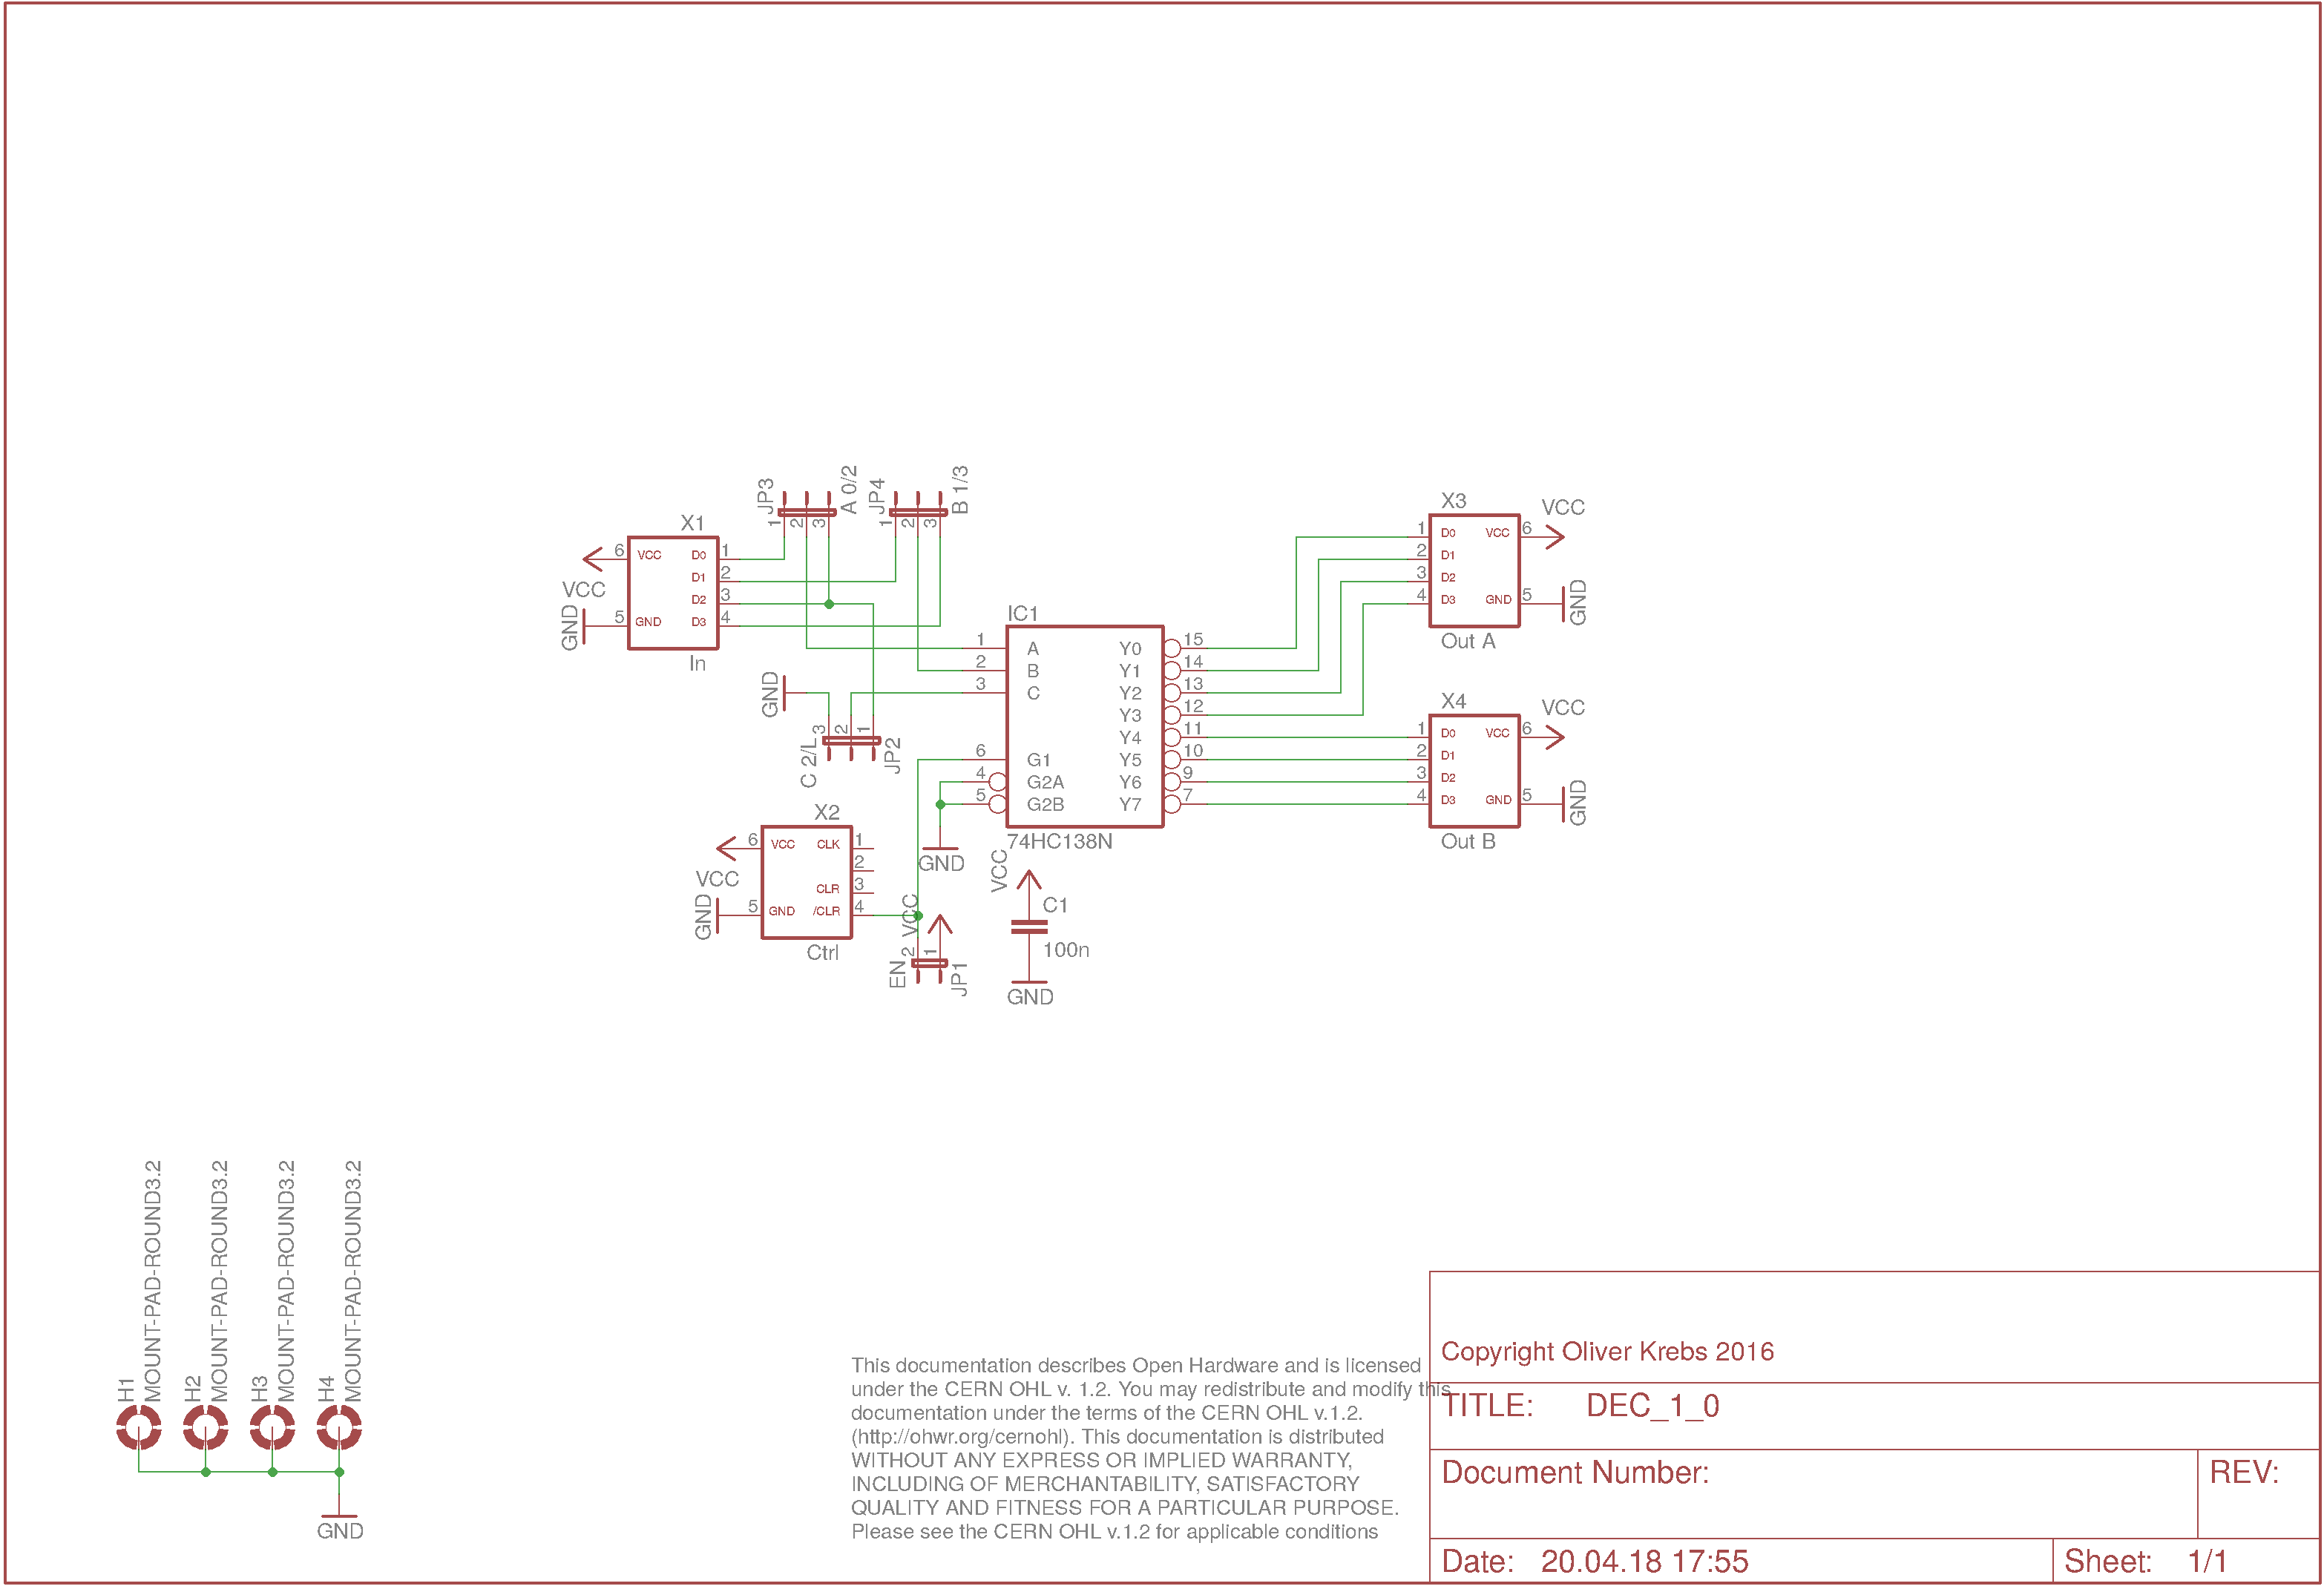 JP3
A 0/2
JP4
B 1/3
1
2
3
1
2
3
X1
6
VCC
D0
1
D1
2
VCC
D2
3
GND
5
GND
D3
4
In
X3
VCC
1
D0
VCC
6
2
D1
3
D2
4
D3
GND
5
GND
Out A
IC1
1
A
Y0
15
2
B
Y1
14
3
C
Y2
13
Y3
12
Y4
11
6
G1
Y5
10
4
G2A
Y6
9
5
G2B
Y7
7
74HC138N
GND
C 2/L
3
2
1
JP2
X4
VCC
1
D0
VCC
6
2
D1
3
D2
4
D3
GND
5
GND
Out B
X2
6
VCC
CLK
1
2
VCC
CLR
3
GND
5
GND
/CLR
4
Ctrl
GND
VCC
EN
2
1
JP1
VCC
C1
100n
GND
H1
MOUNT-PAD-ROUND3.2
H2
MOUNT-PAD-ROUND3.2
H3
MOUNT-PAD-ROUND3.2
H4
MOUNT-PAD-ROUND3.2
GND
This documentation describes Open Hardware and is licensed
under the CERN OHL v. 1.2. You may redistribute and modify this
documentation under the terms of the CERN OHL v.1.2.
(http://ohwr.org/cernohl). This documentation is distributed
WITHOUT ANY EXPRESS OR IMPLIED WARRANTY,
INCLUDING OF MERCHANTABILITY, SATISFACTORY
QUALITY AND FITNESS FOR A PARTICULAR PURPOSE.
Please see the CERN OHL v.1.2 for applicable conditions
Copyright Oliver Krebs 2016
TITLE: DEC_1_0
Document Number:
REV:
Date: 20.04.18 17:55
Sheet: 1/1